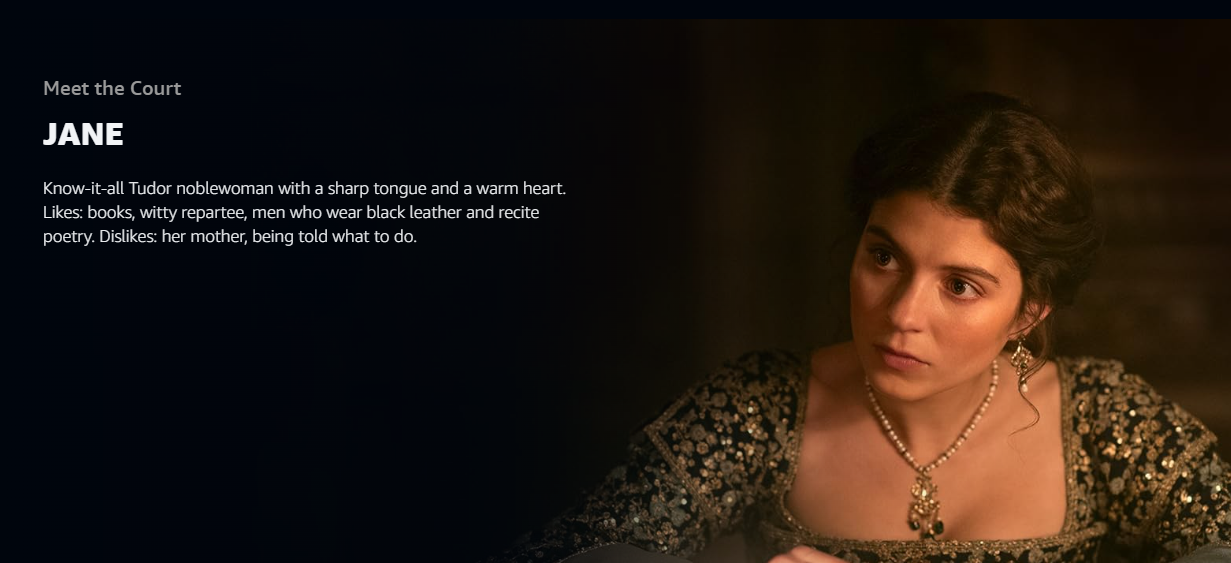 Meet the Court
JANE
Know-it-all Tudor noblewoman with a sharp tongue and a warm heart.
Likes: books, witty repartee, men who wear black leather and recite
poetry. Dislikes: her mother, being told what to do.